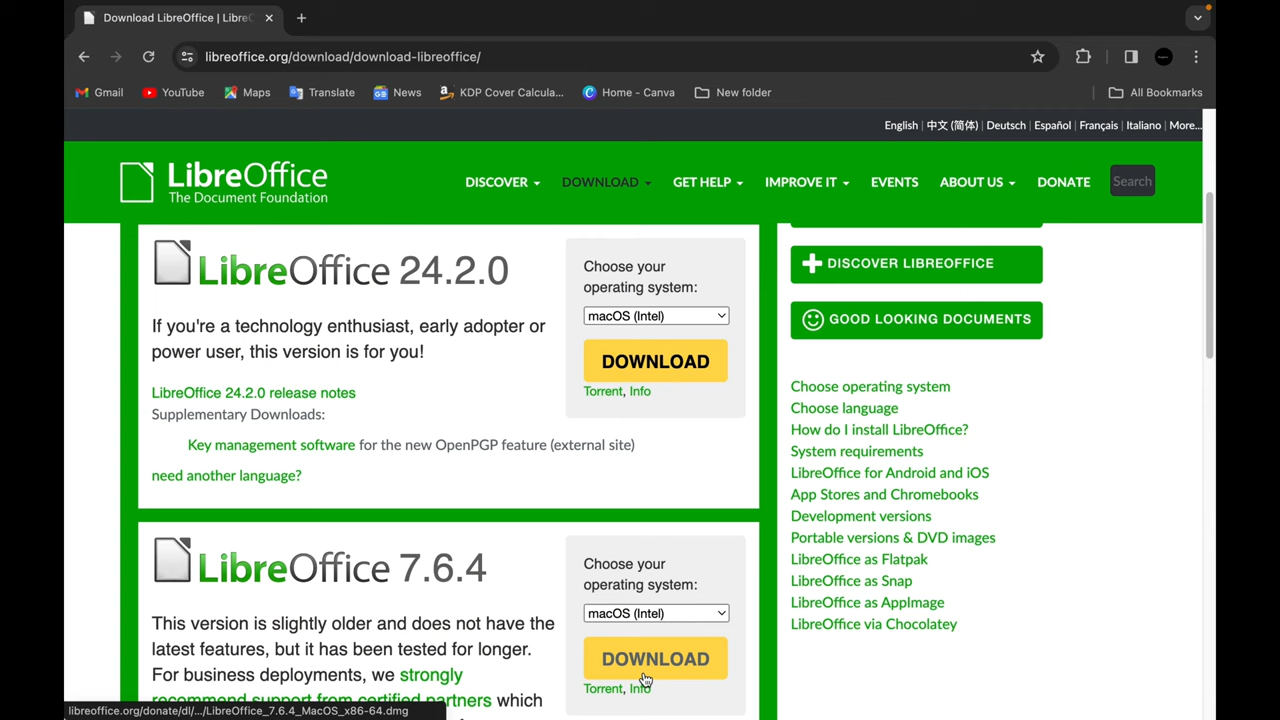 Download LibreOffice | Libre
libreoffice.org/download/download-libreoffice/
Gmail
YouTube
Maps
Translate
News
KDP Cover Calcula...
Home - Canva
New folder
All Bookmarks
English | 中文 (简体) | Deutsch | Español | Français | Italiano | More...
LibreOffice
The Document Foundation
DISCOVER
DOWNLOAD
GET HELP
IMPROVE IT
EVENTS
ABOUT US
DONATE
Search
LibreOffice 24.2.0
If you're a technology enthusiast, early adopter or
power user, this version is for you!
LibreOffice 24.2.0 release notes
Supplementary Downloads:
Key management software for the new OpenPGP feature (external site)
need another language?
Choose your
operating system:
macOS (Intel)
DOWNLOAD
Torrent, Info
LibreOffice 7.6.4
This version is slightly older and does not have the
latest features, but it has been tested for longer.
For business deployments, we strongly
recommend support from certified partners which
Choose your
operating system:
macOS (Intel)
DOWNLOAD
Torrent, Info
DISCOVER LIBREOFFICE
GOOD LOOKING DOCUMENTS
Choose operating system
Choose language
How do I install LibreOffice?
System requirements
LibreOffice for Android and iOS
App Stores and Chromebooks
Development versions
Portable versions & DVD images
LibreOffice as Flatpak
LibreOffice as Snap
LibreOffice as AppImage
LibreOffice via Chocolatey
libreoffice.org/donate/dl/.../LibreOffice_7.6.4_MacOS_x86-64.dmg